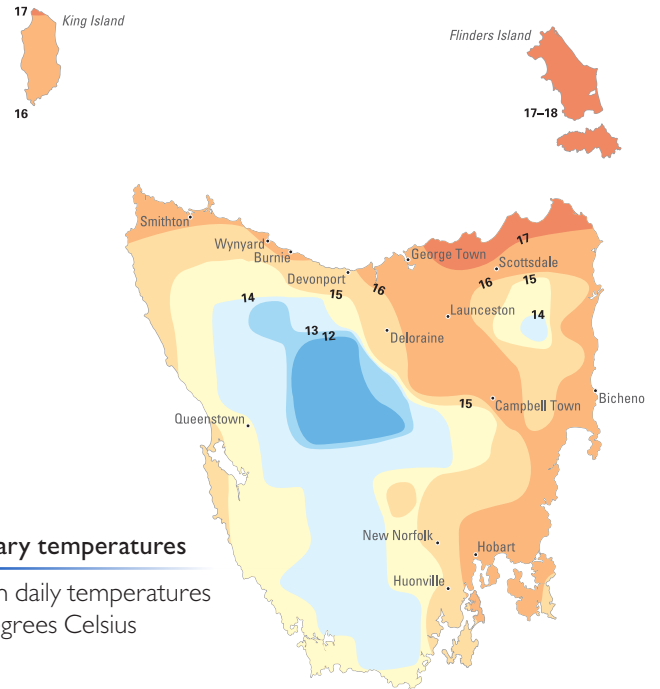 17
King Island
Flinders Island
16
17–18
Smithton
Wynyard
Burnie
17
George Town
Scottsdale
Devonport
16
16
15
14
15
Launceston
14
13
12
Deloraine
15
Campbell Town
Bicheno
Queenstown
New Norfolk
Hobart
temperatures
Huonville
daily temperatures
Celsius